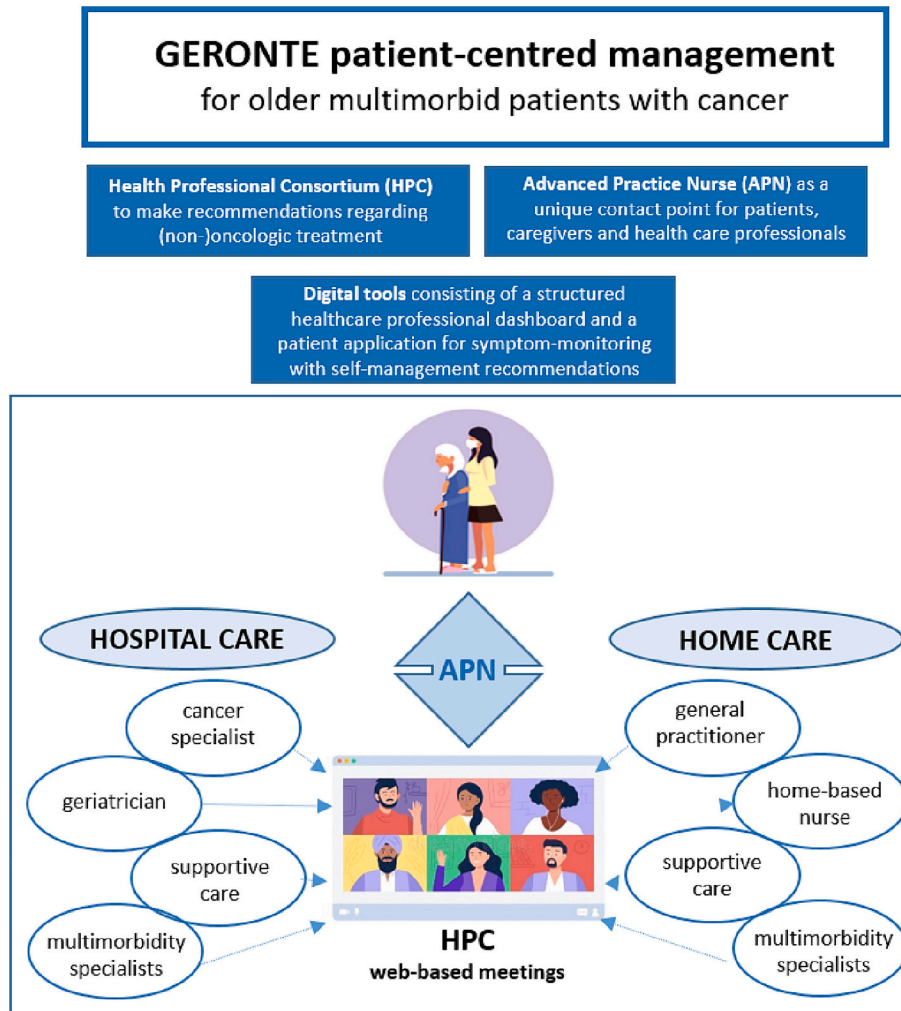 GERONTE patient-centred management
for older multimorbid patients with cancer
Health Professional Consortium (HPC)
to make recommendations regarding
(non-)oncologic treatment
Advanced Practice Nurse (APN) as a
unique contact point for patients,
caregivers and health care professionals
Digital tools consisting of a structured
healthcare professional dashboard and a
patient application for symptom-monitoring
with self-management recommendations
HOSPITAL CARE
APN
HOME CARE
cancer
specialist
geriatrician
supportive
care
multimorbidity
specialists
general
practitioner
home-based
nurse
supportive
care
multimorbidity
specialists
HPC
web-based meetings